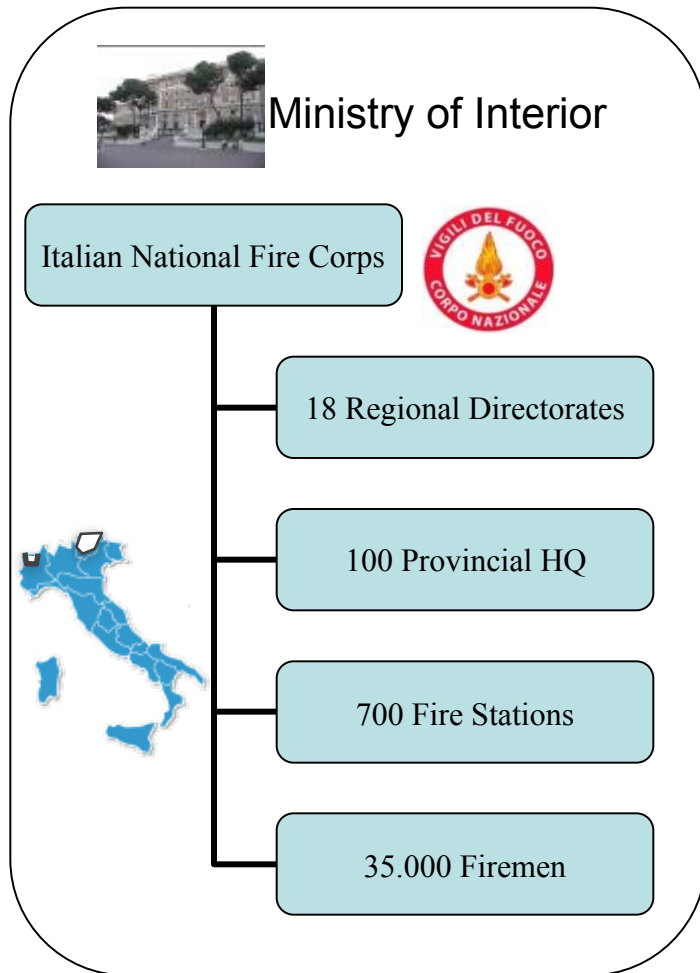 Ministry of Interior
Italian National Fire Corps
VIGILI DEL FUOCO
CORPO NAZIONALE
18 Regional Directorates
100 Provincial HQ
700 Fire Stations
35.000 Firemen